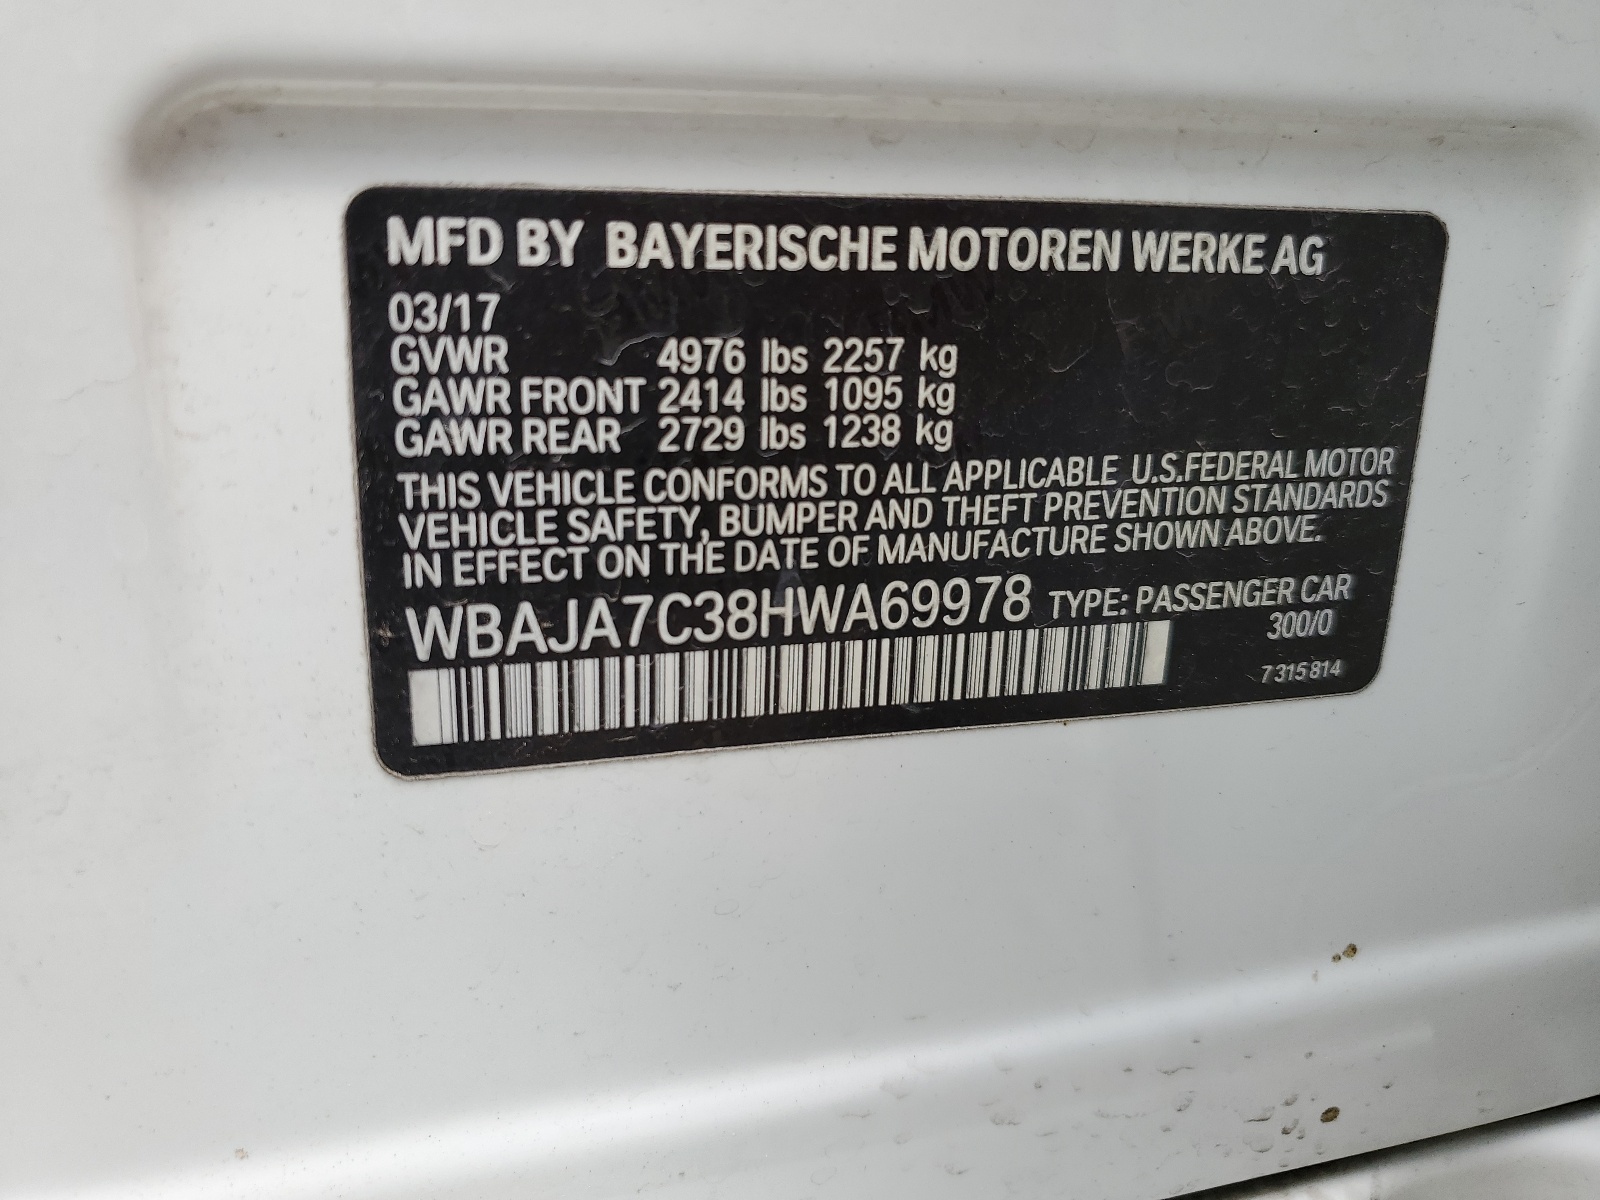 MFD BY BAYERISCHE MOTOREN WERKE AG
03/17
GVWR 4976 lbs 2257 kg
GAWR FRONT 2414 lbs 1095 kg
GAWR REAR 2729 lbs 1238 kg
THIS VEHICLE CONFORMS TO ALL APPLICABLE U.S.FEDERAL MOTOR
VEHICLE SAFETY, BUMPER AND THEFT PREVENTION STANDARDS
IN EFFECT ON THE DATE OF MANUFACTURE SHOWN ABOVE.
WBAJA7C38HWA69978 TYPE: PASSENGER CAR
300/0
7 315 814